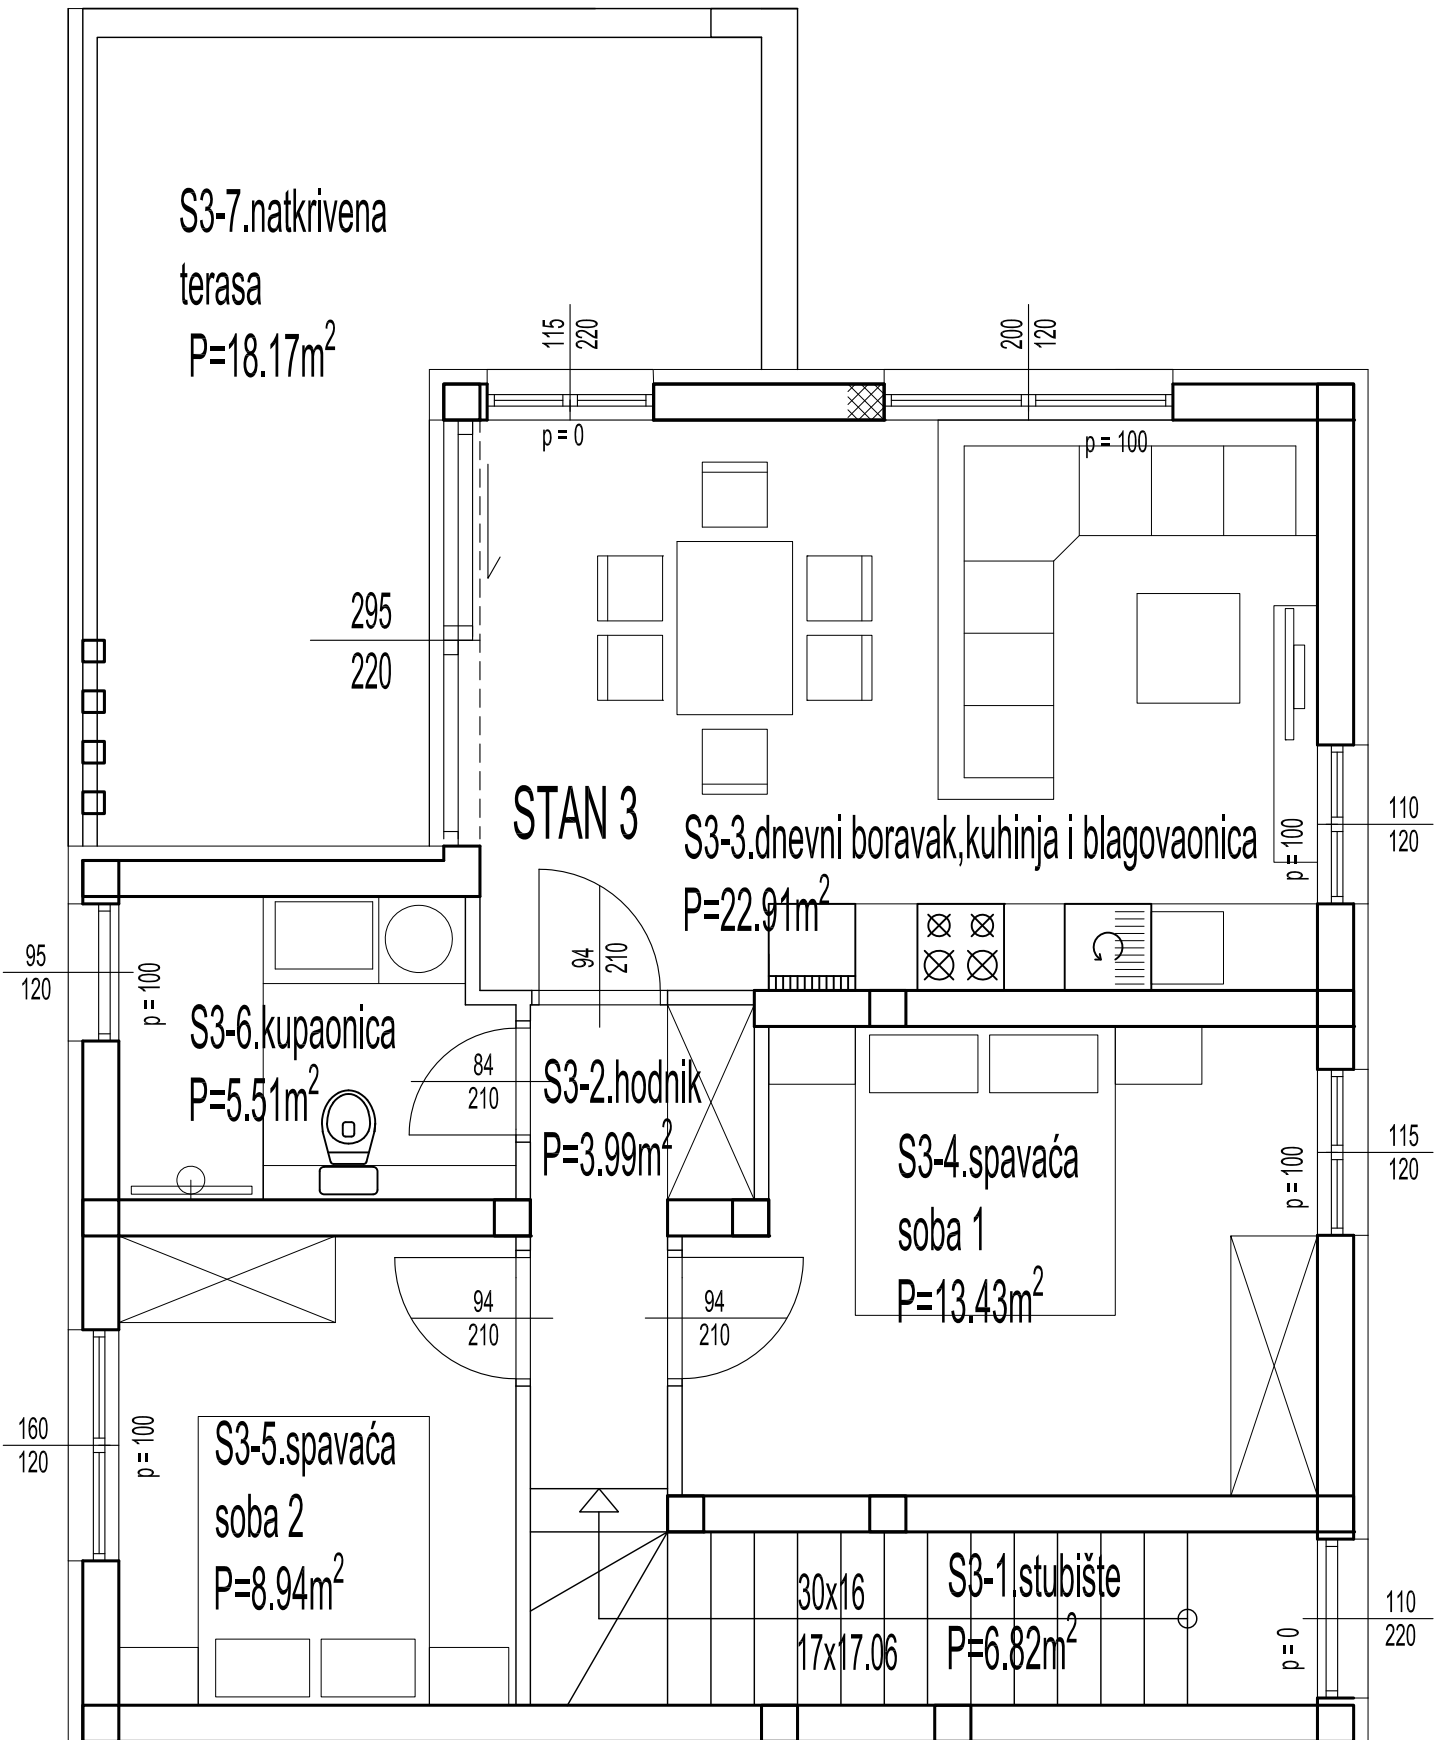 S3-7.natkrivena
terasa
P=18.17m²
115
220
200
120
p = 0
p = 100
295
220
STAN 3
S3-3.dnevni boravak,kuhinja i blagovaonica
P=22.91m²
110
120
p = 100
94
210
95
120
p = 100
S3-6.kupaonica
P=5.51m²
84
210
S3-2.hodnik
P=3.99m²
S3-4.spavaća
soba 1
P=13.43m²
115
120
p = 100
94
210
94
210
160
120
p = 100
S3-5.spavaća
soba 2
P=8.94m²
30x16
17x17.06
S3-1.stubište
P=6.82m²
p = 0
110
220